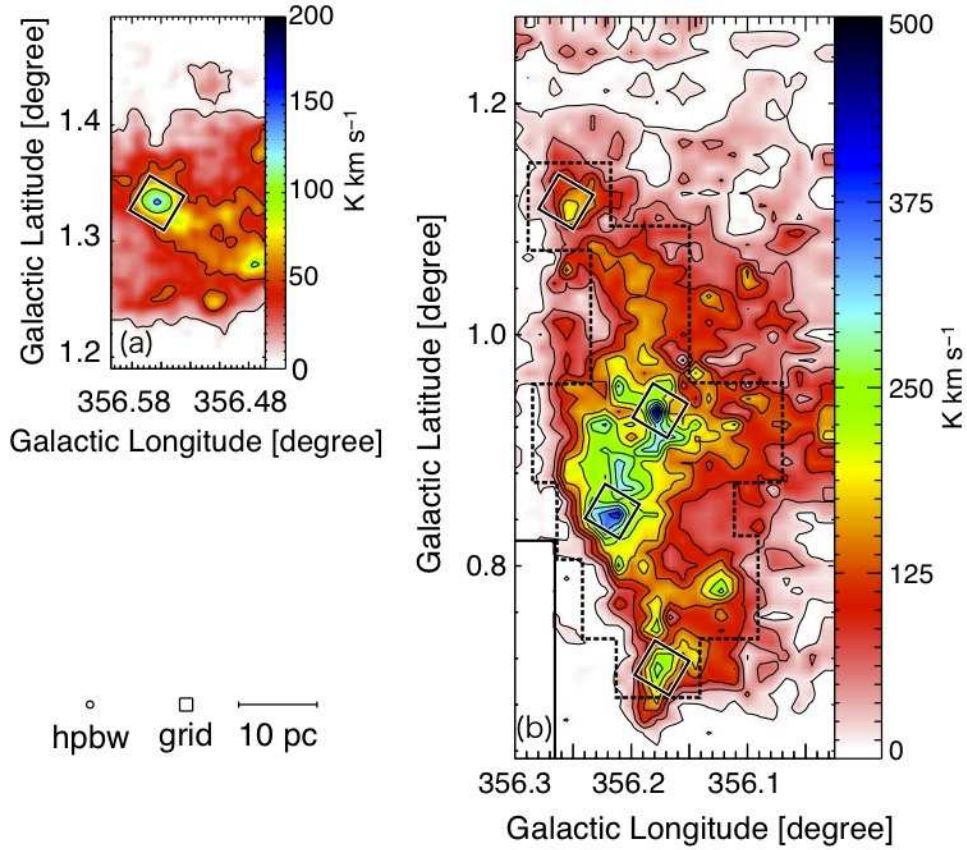 200
150
100
50
0
K km s⁻¹
Galactic Latitude [degree]
1.4
1.3
1.2
(a)
356.58 356.48
Galactic Longitude [degree]
500
375
250
125
0
K km s⁻¹
Galactic Latitude [degree]
1.2
1.0
0.8
(b)
356.3 356.2 356.1
Galactic Longitude [degree]
hpbw grid 10 pc